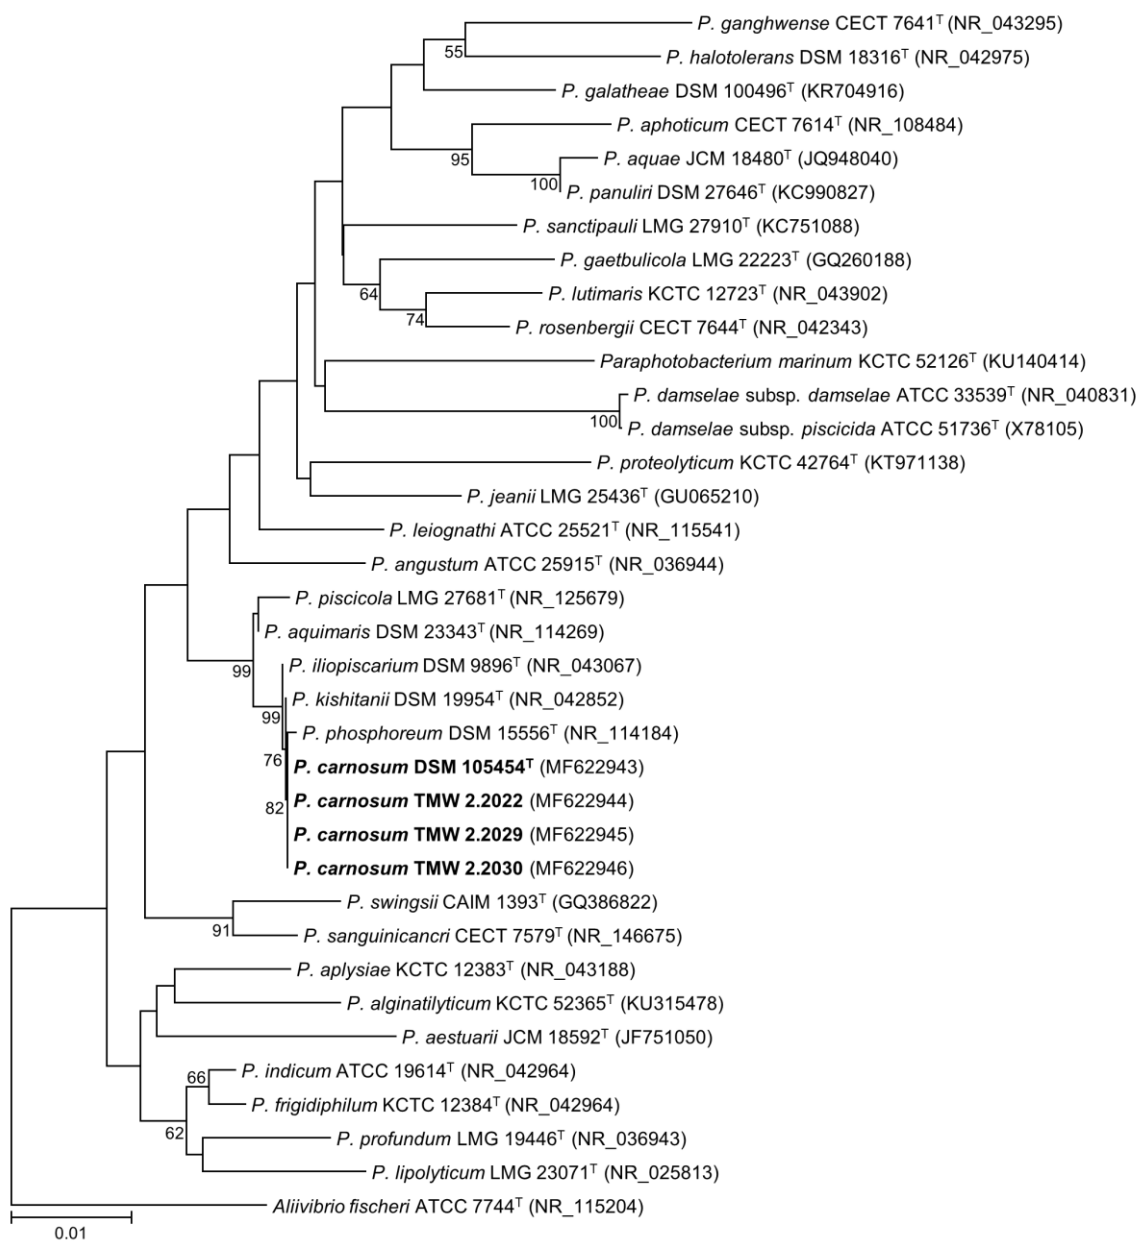 P. ganghwense CECT 7641ᵀ (NR_043295)
55
P. halotolerans DSM 18316ᵀ (NR_042975)
P. galatheae DSM 100496ᵀ (KR704916)
P. aphoticum CECT 7614ᵀ (NR_108484)
95
P. aquae JCM 18480ᵀ (JQ948040)
100
P. panuliri DSM 27646ᵀ (KC990827)
P. sanctipauli LMG 27910ᵀ (KC751088)
P. gaetbulicola LMG 22223ᵀ (GQ260188)
64
P. lutimaris KCTC 12723ᵀ (NR_043902)
74
P. rosenbergii CECT 7644ᵀ (NR_042343)
Paraphotobacterium marinum KCTC 52126ᵀ (KU140414)
P. damselae subsp. damselae ATCC 33539ᵀ (NR_040831)
100
P. damselae subsp. piscicida ATCC 51736ᵀ (X78105)
P. proteolyticum KCTC 42764ᵀ (KT971138)
P. jeanii LMG 25436ᵀ (GU065210)
P. leiognathi ATCC 25521ᵀ (NR_115541)
P. angustum ATCC 25915ᵀ (NR_036944)
P. piscicola LMG 27681ᵀ (NR_125679)
P. aquimaris DSM 23343ᵀ (NR_114269)
99
P. iliopiscarium DSM 9896ᵀ (NR_043067)
P. kishitanii DSM 19954ᵀ (NR_042852)
99
P. phosphoreum DSM 15556ᵀ (NR_114184)
76
P. carnosum DSM 105454ᵀ (MF622943)
P. carnosum TMW 2.2022 (MF622944)
82
P. carnosum TMW 2.2029 (MF622945)
P. carnosum TMW 2.2030 (MF622946)
P. swingsii CAIM 1393ᵀ (GQ386822)
91
P. sanguinicancri CECT 7579ᵀ (NR_146675)
P. aplysiae KCTC 12383ᵀ (NR_043188)
P. alginatilyticum KCTC 52365ᵀ (KU315478)
P. aestuarii JCM 18592ᵀ (JF751050)
P. indicum ATCC 19614ᵀ (NR_042964)
66
P. frigidiphilum KCTC 12384ᵀ (NR_042964)
62
P. profundum LMG 19446ᵀ (NR_036943)
P. lipolyticum LMG 23071ᵀ (NR_025813)
Aliivibrio fischeri ATCC 7744ᵀ (NR_115204)
0.01